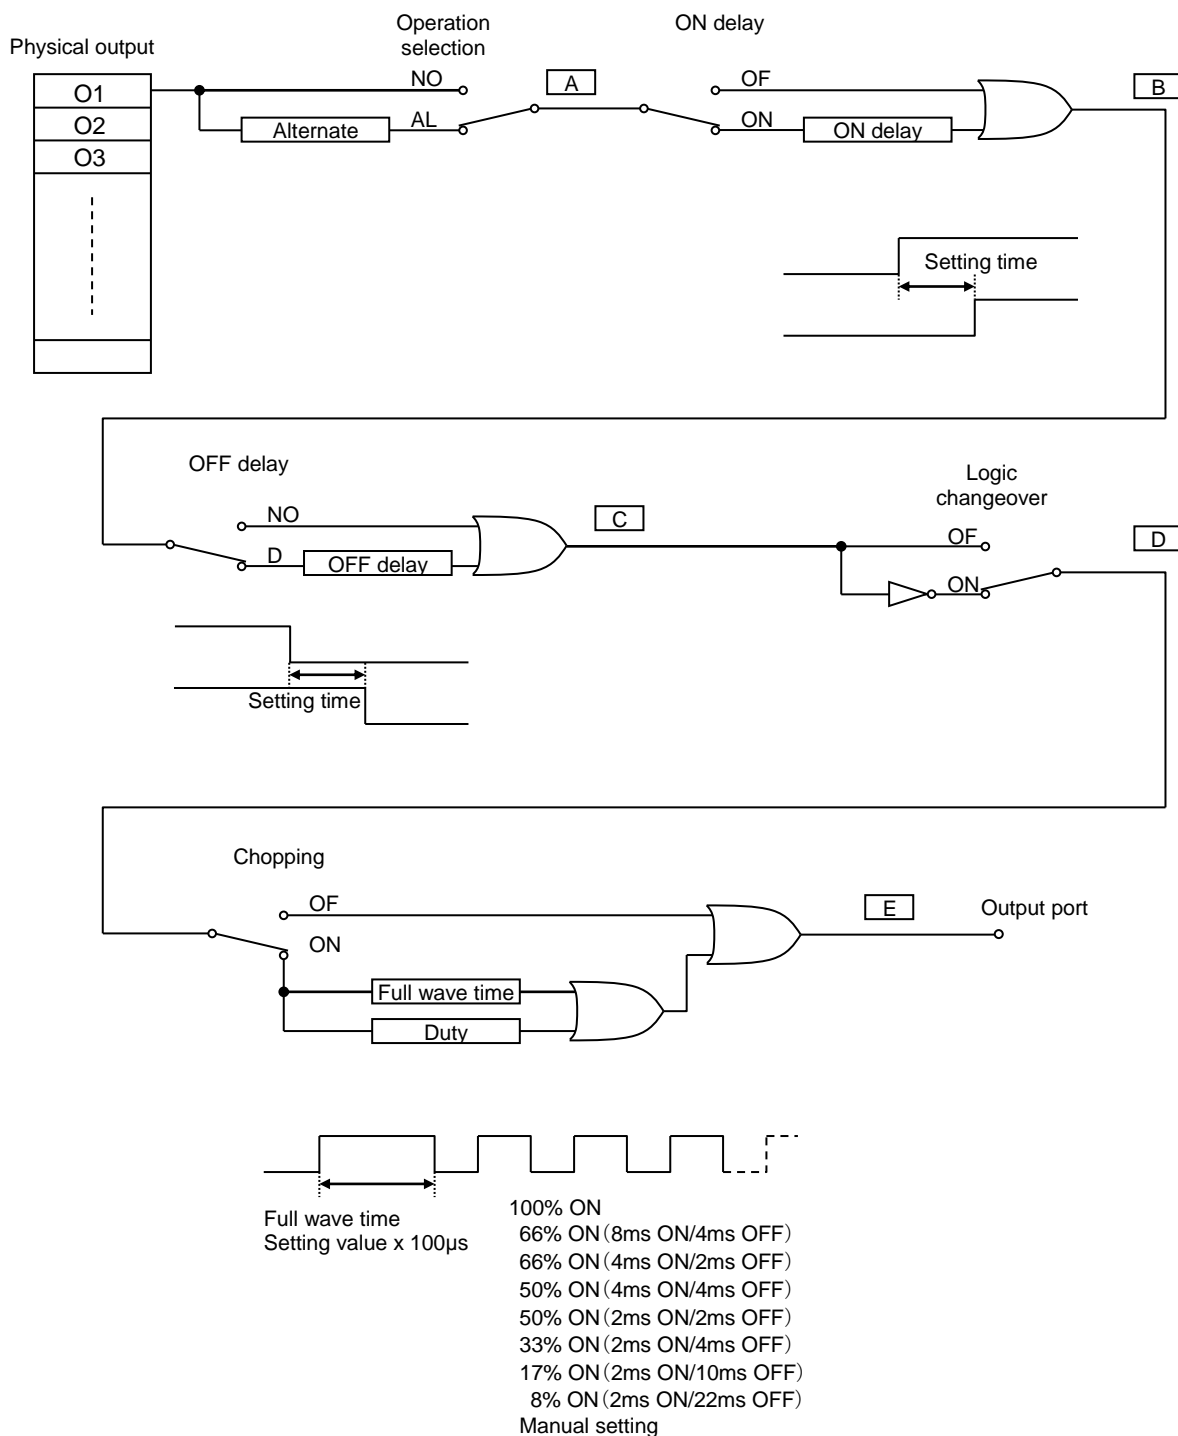 Physical output
O1
O2
O3
Operation
selection
NO
AL
Alternate
A
ON delay
OF
ON
ON delay
B
Setting time
OFF delay
NO
D
OFF delay
C
Logic
changeover
OF
ON
D
Setting time
Chopping
OF
ON
Full wave time
Duty
E
Output port
Full wave time
Setting value x 100µs
100% ON
66% ON（8ms ON/4ms OFF）
66% ON（4ms ON/2ms OFF）
50% ON（4ms ON/4ms OFF）
50% ON（2ms ON/2ms OFF）
33% ON（2ms ON/4ms OFF）
17% ON（2ms ON/10ms OFF）
8% ON（2ms ON/22ms OFF）
Manual setting